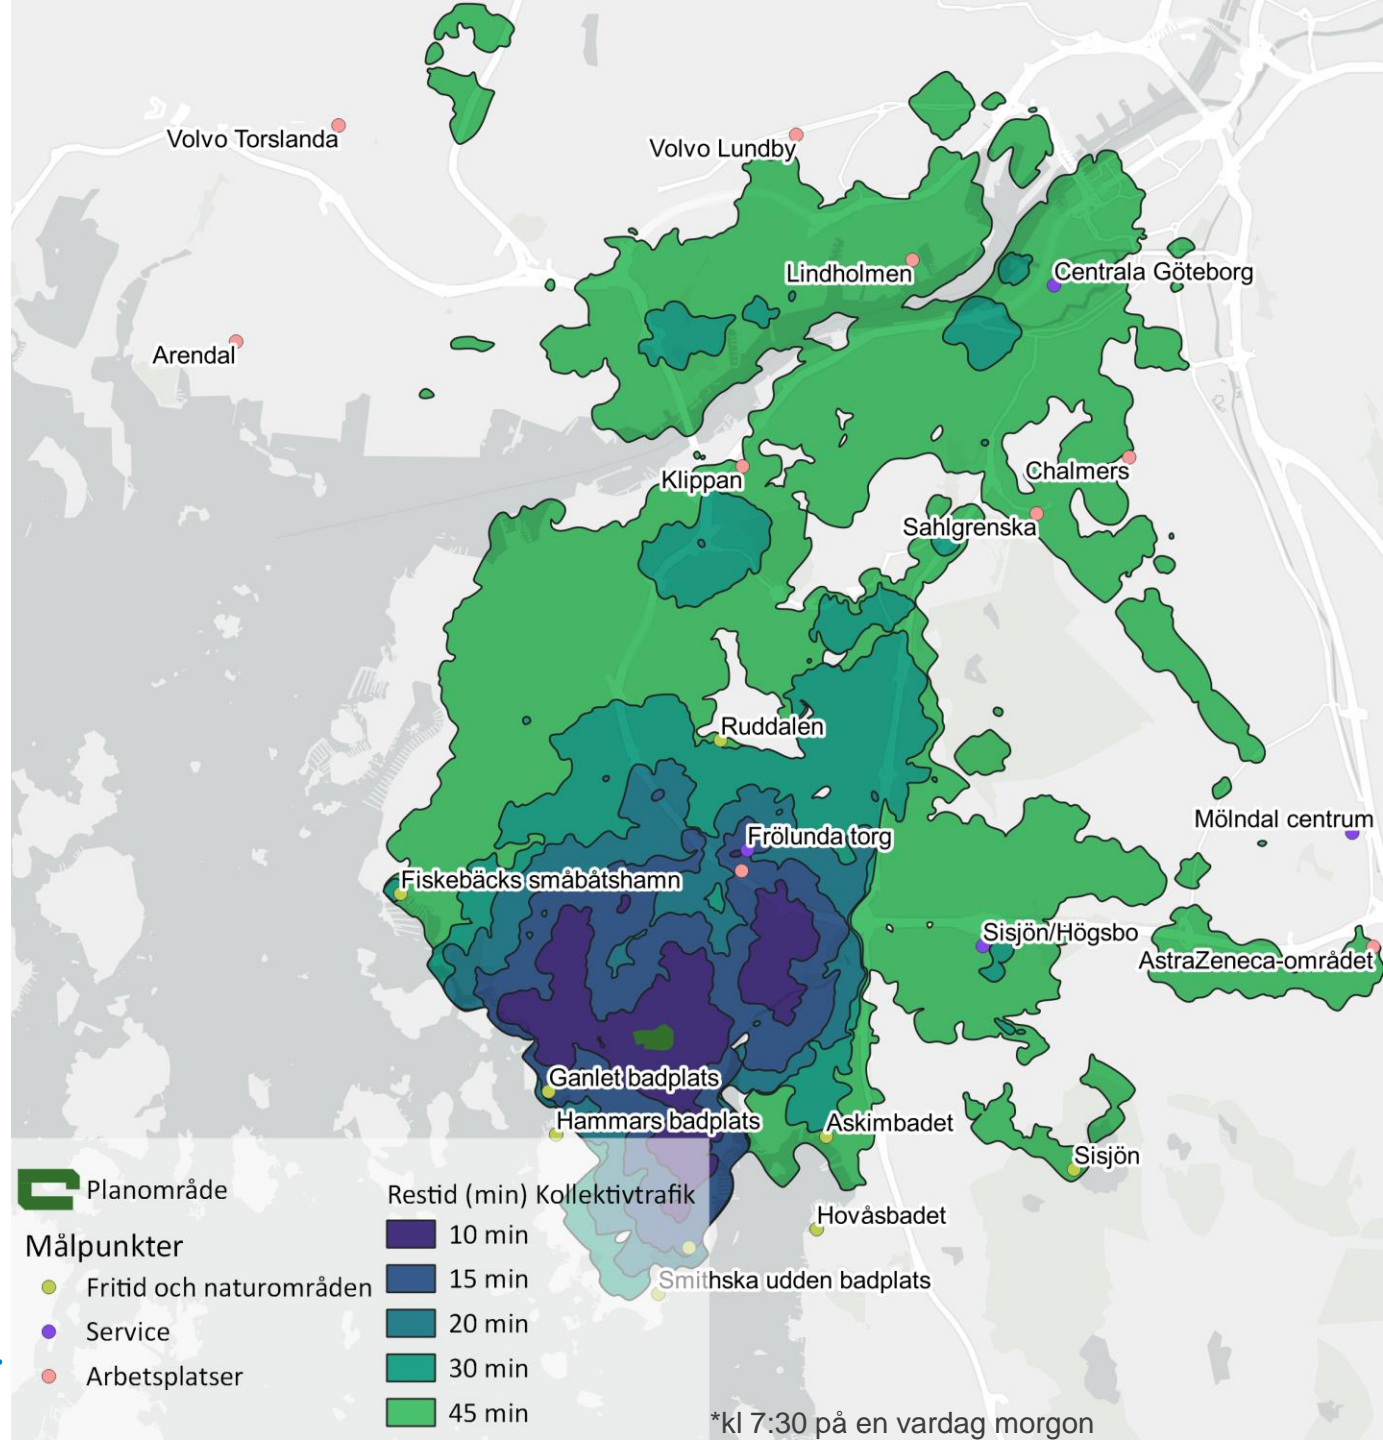 Volvo Torslanda
Volvo Lundby
Lindholmen
Centrala Göteborg
Arendal
Klippan
Chalmers
Sahlgrenska
Ruddalen
Mölndal centrum
Frölunda torg
Fiskebäcks småbåtshamn
Sisjön/Högsbo
AstraZeneca-området
Ganlet badplats
Hammars badplats
Askimbadet
Sisjön
Hovåsbadet
Smithska udden badplats
Planområde
Målpunkter
Fritid och naturområden
Service
Arbetsplatser
Restid (min) Kollektivtrafik
10 min
15 min
20 min
30 min
45 min
*kl 7:30 på en vardag morgon